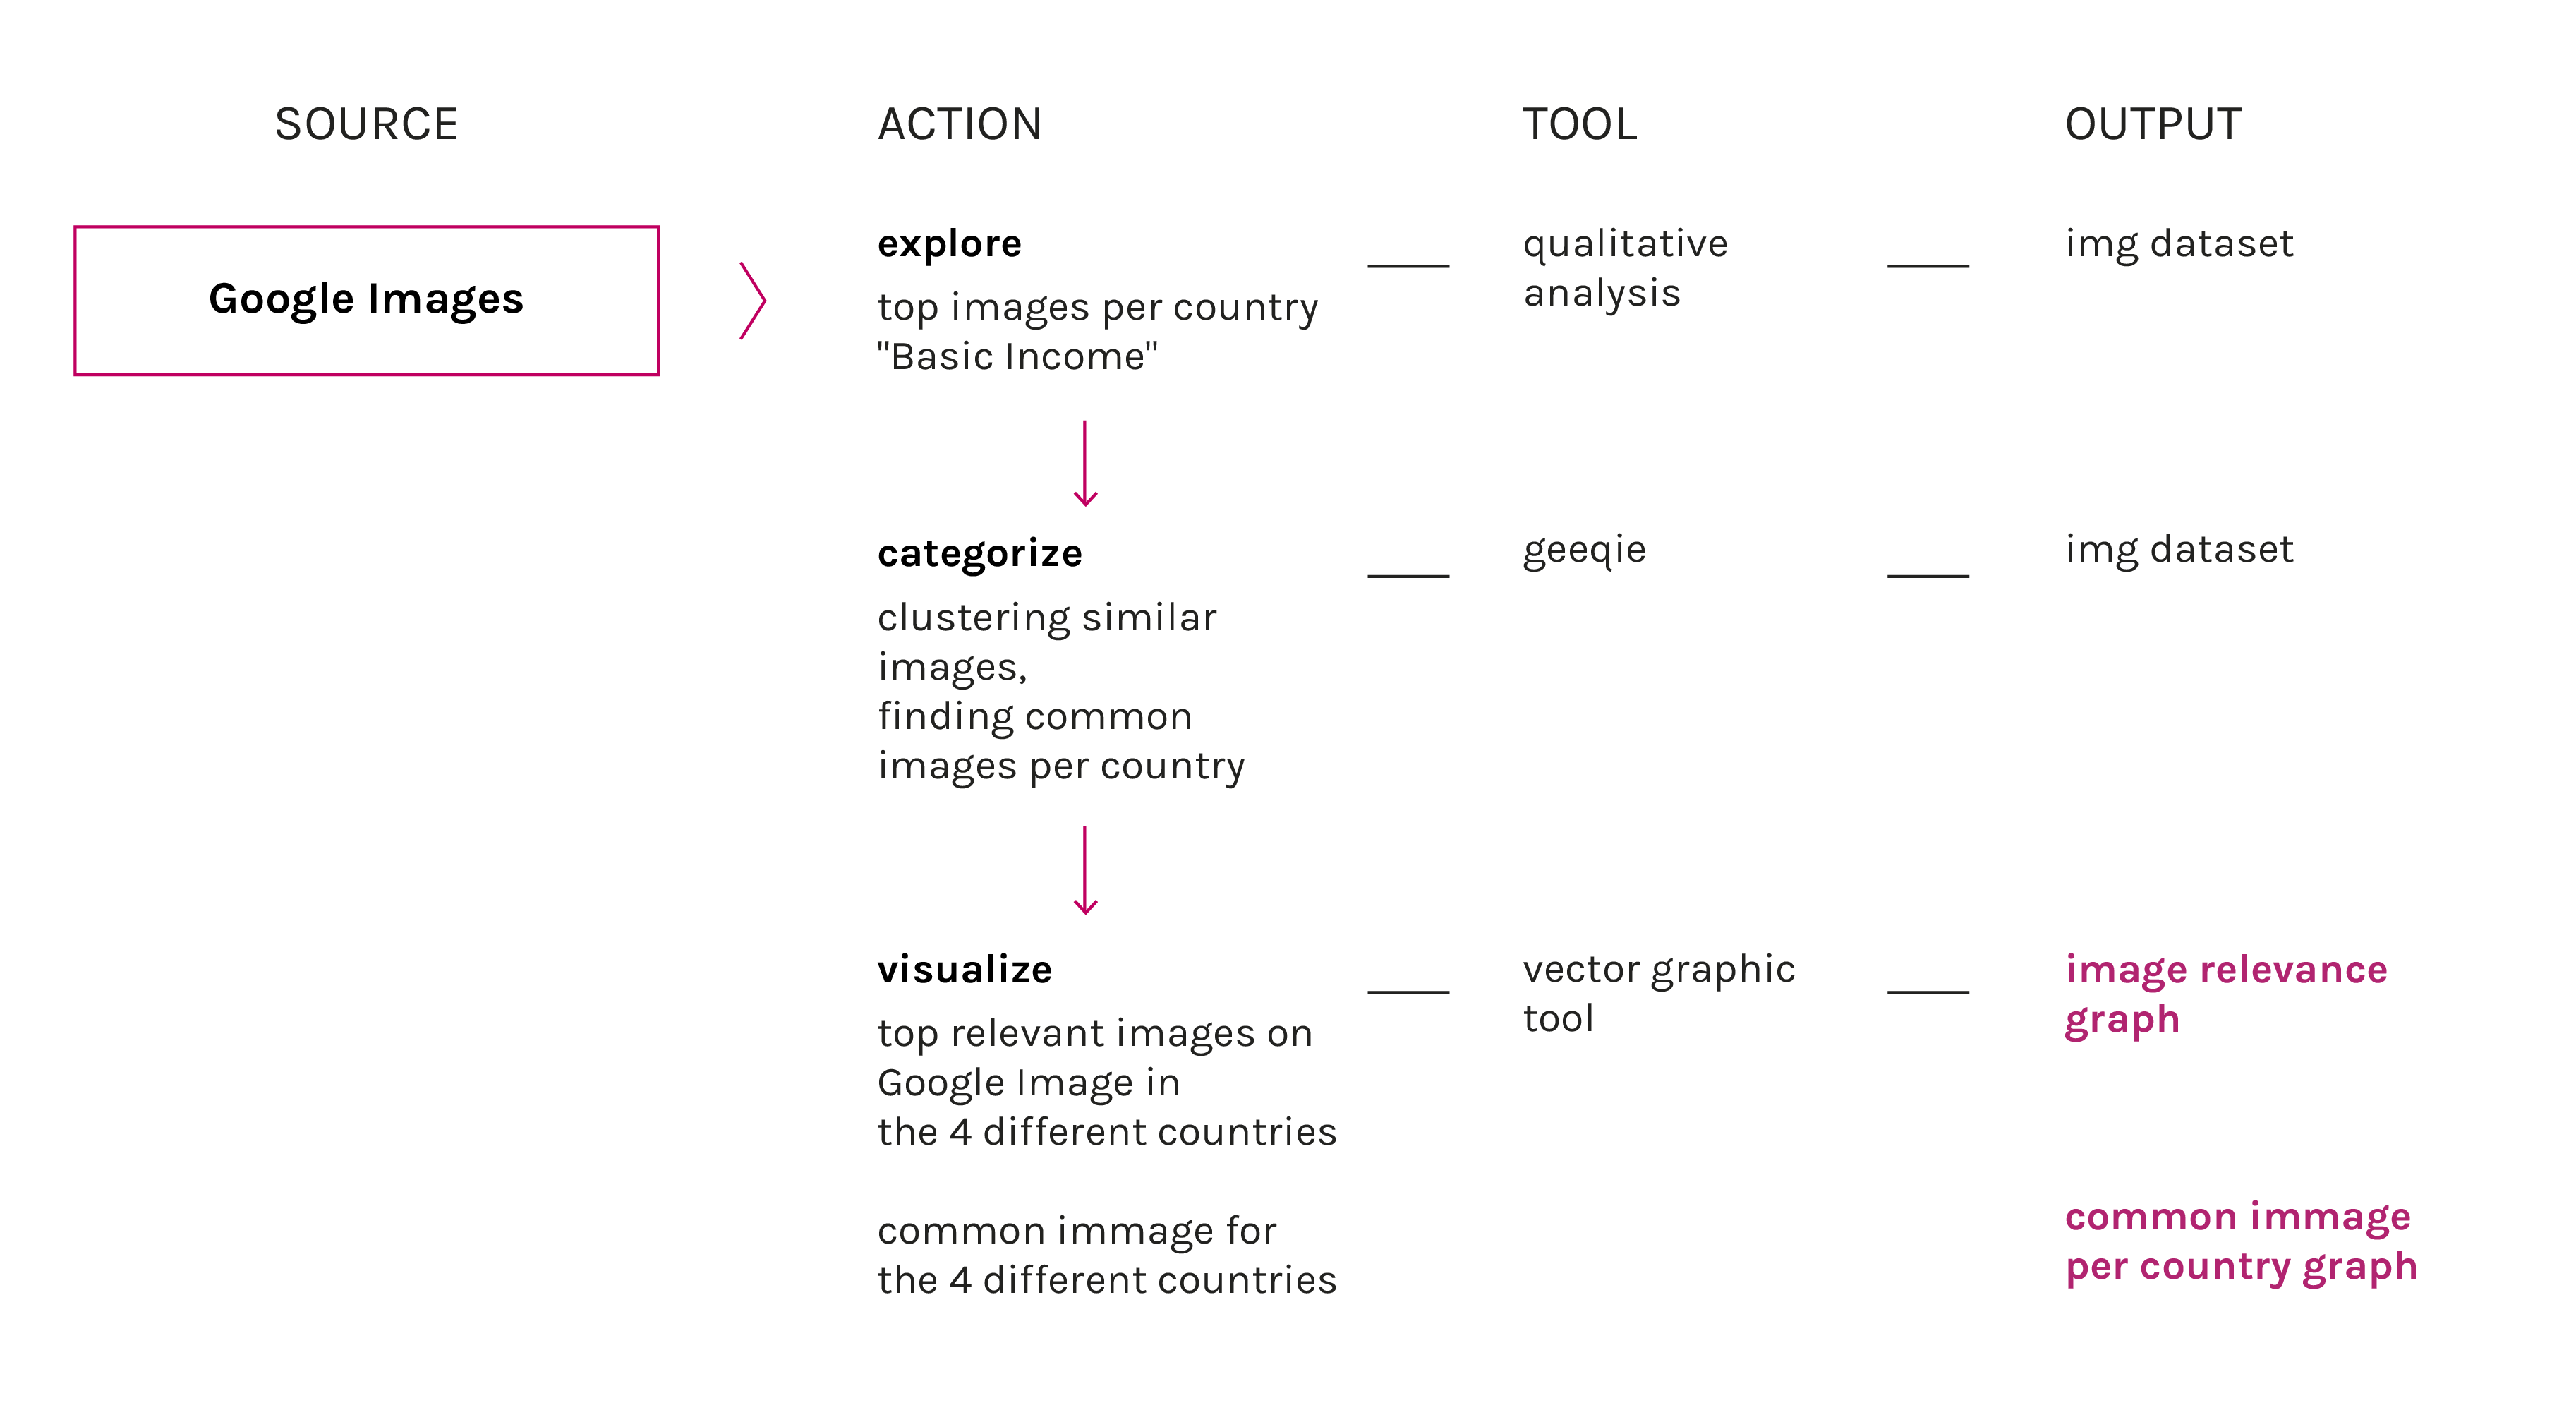 SOURCE
ACTION
TOOL
OUTPUT
Google Images
explore
top images per country
"Basic Income"
qualitative
analysis
img dataset
categorize
clustering similar
images,
finding common
images per country
geeqie
img dataset
visualize
top relevant images on
Google Image in
the 4 different countries
common immage for
the 4 different countries
vector graphic
tool
image relevance
graph
common immage
per country graph